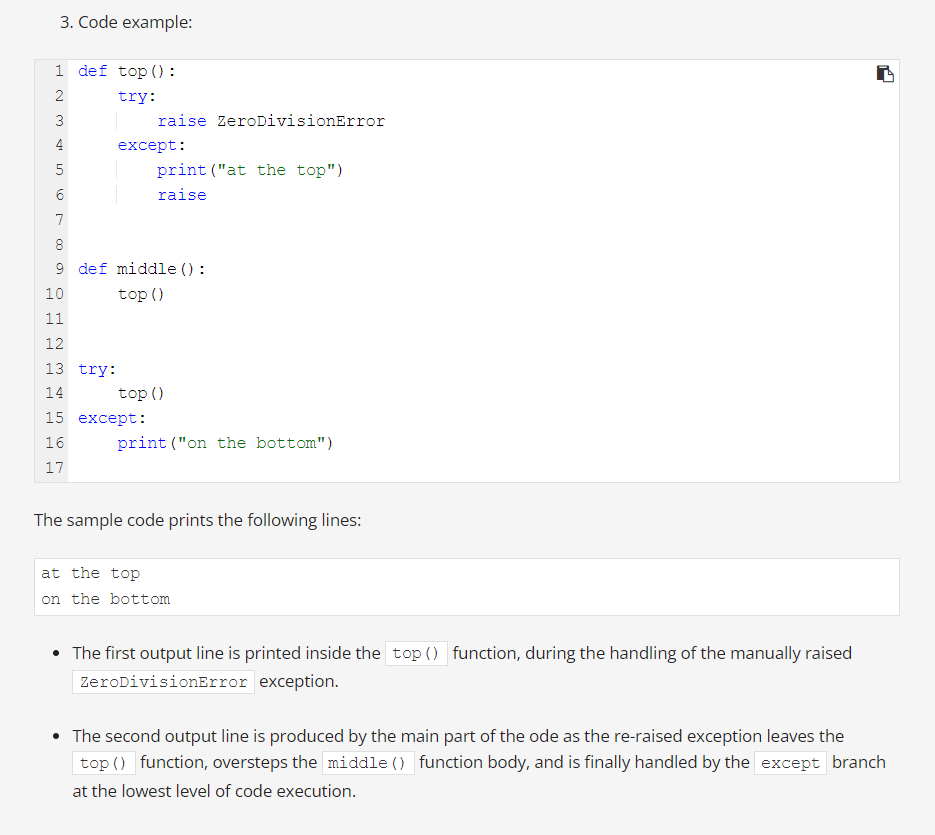 3. Code example:
1 def top():
2     try:
3         raise ZeroDivisionError
4     except:
5         print("at the top")
6         raise
7
8
9 def middle():
10     top()
11
12
13 try:
14     top()
15 except:
16     print("on the bottom")
17
The sample code prints the following lines:
at the top
on the bottom
• The first output line is printed inside the top() function, during the handling of the manually raised
ZeroDivisionError exception.
• The second output line is produced by the main part of the ode as the re-raised exception leaves the
top() function, oversteps the middle() function body, and is finally handled by the except branch
at the lowest level of code execution.